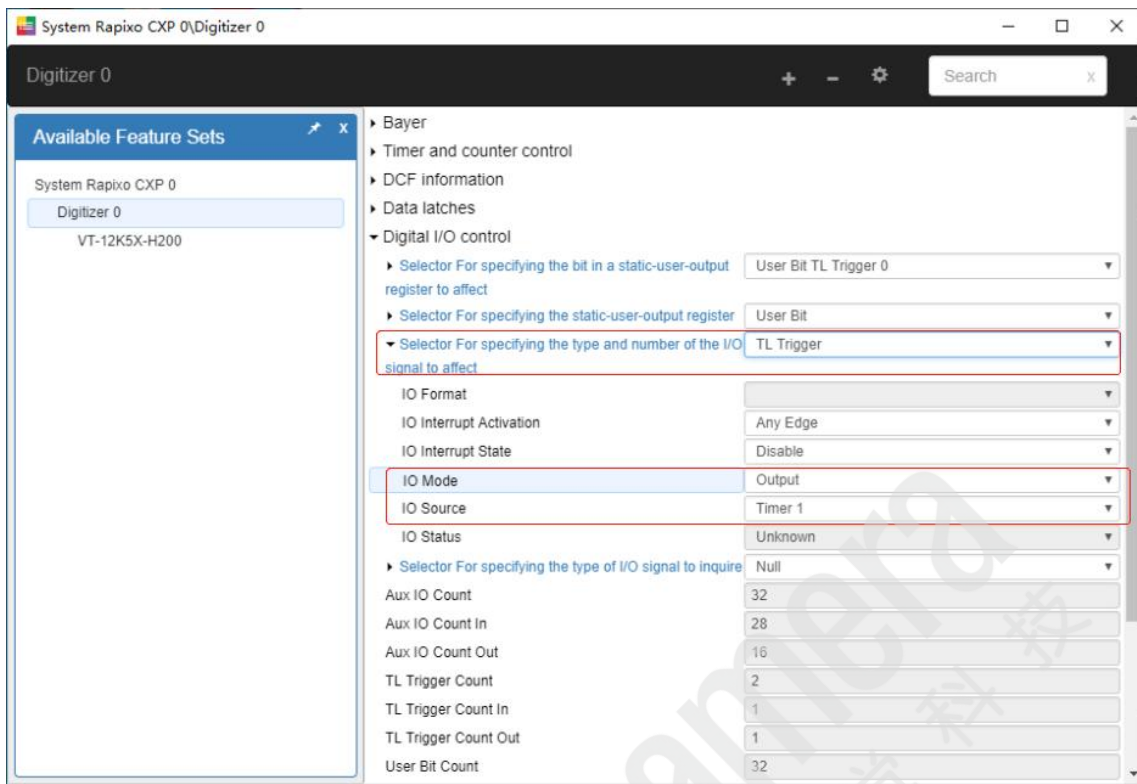 System Rapixo CXP 0\Digitizer 0
Digitizer 0
+ − Search x
Available Feature Sets x
System Rapixo CXP 0
Digitizer 0
VT-12K5X-H200
Bayer
Timer and counter control
DCF information
Data latches
Digital I/O control
Selector For specifying the bit in a static-user-output register to affect User Bit TL Trigger 0
Selector For specifying the static-user-output register User Bit
Selector For specifying the type and number of the I/O signal to affect TL Trigger
IO Format
IO Interrupt Activation Any Edge
IO Interrupt State Disable
IO Mode Output
IO Source Timer 1
IO Status Unknown
Selector For specifying the type of I/O signal to inquire Null
Aux IO Count 32
Aux IO Count In 28
Aux IO Count Out 16
TL Trigger Count 2
TL Trigger Count In 1
TL Trigger Count Out 1
User Bit Count 32
amera
科技